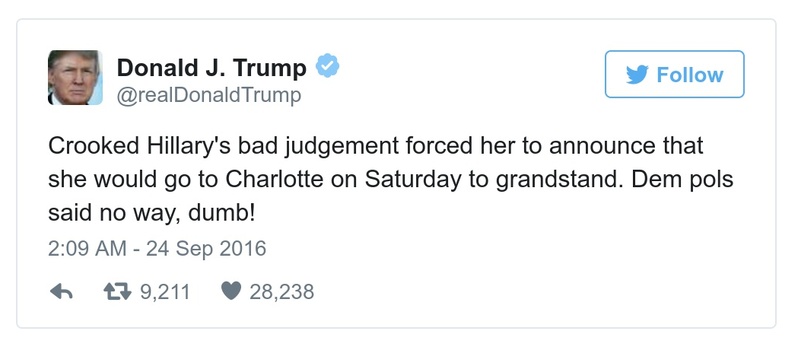 Donald J. Trump
Follow
@realDonaldTrump
Crooked Hillary's bad judgement forced her to announce that
she would go to Charlotte on Saturday to grandstand. Dem pols
said no way, dumb!
2:09 AM - 24 Sep 2016
9,211 28,238